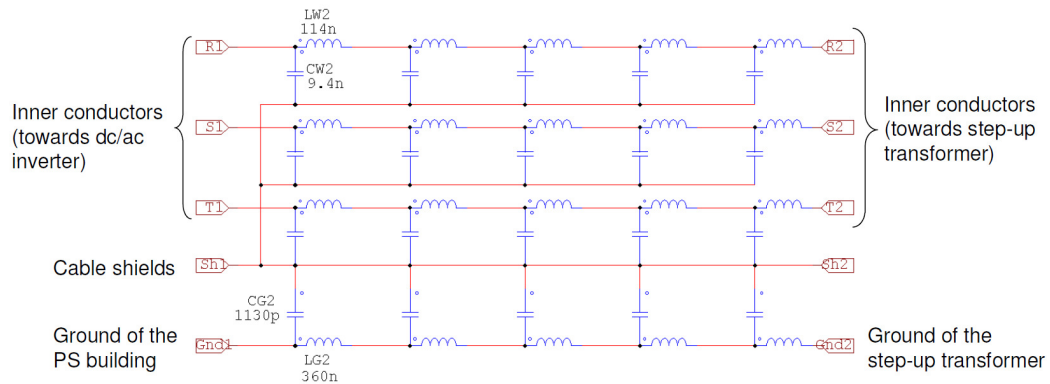 LW2
114n
R1
R2
CW2
9.4n
Inner conductors
(towards dc/ac
inverter)
Inner conductors
(towards step-up
transformer)
S1
S2
T1
T2
Cable shields
Sh1
Sh2
CG2
1130p
Ground of the
PS building
Gnd1
Gnd2
Ground of the
step-up transformer
LG2
360n